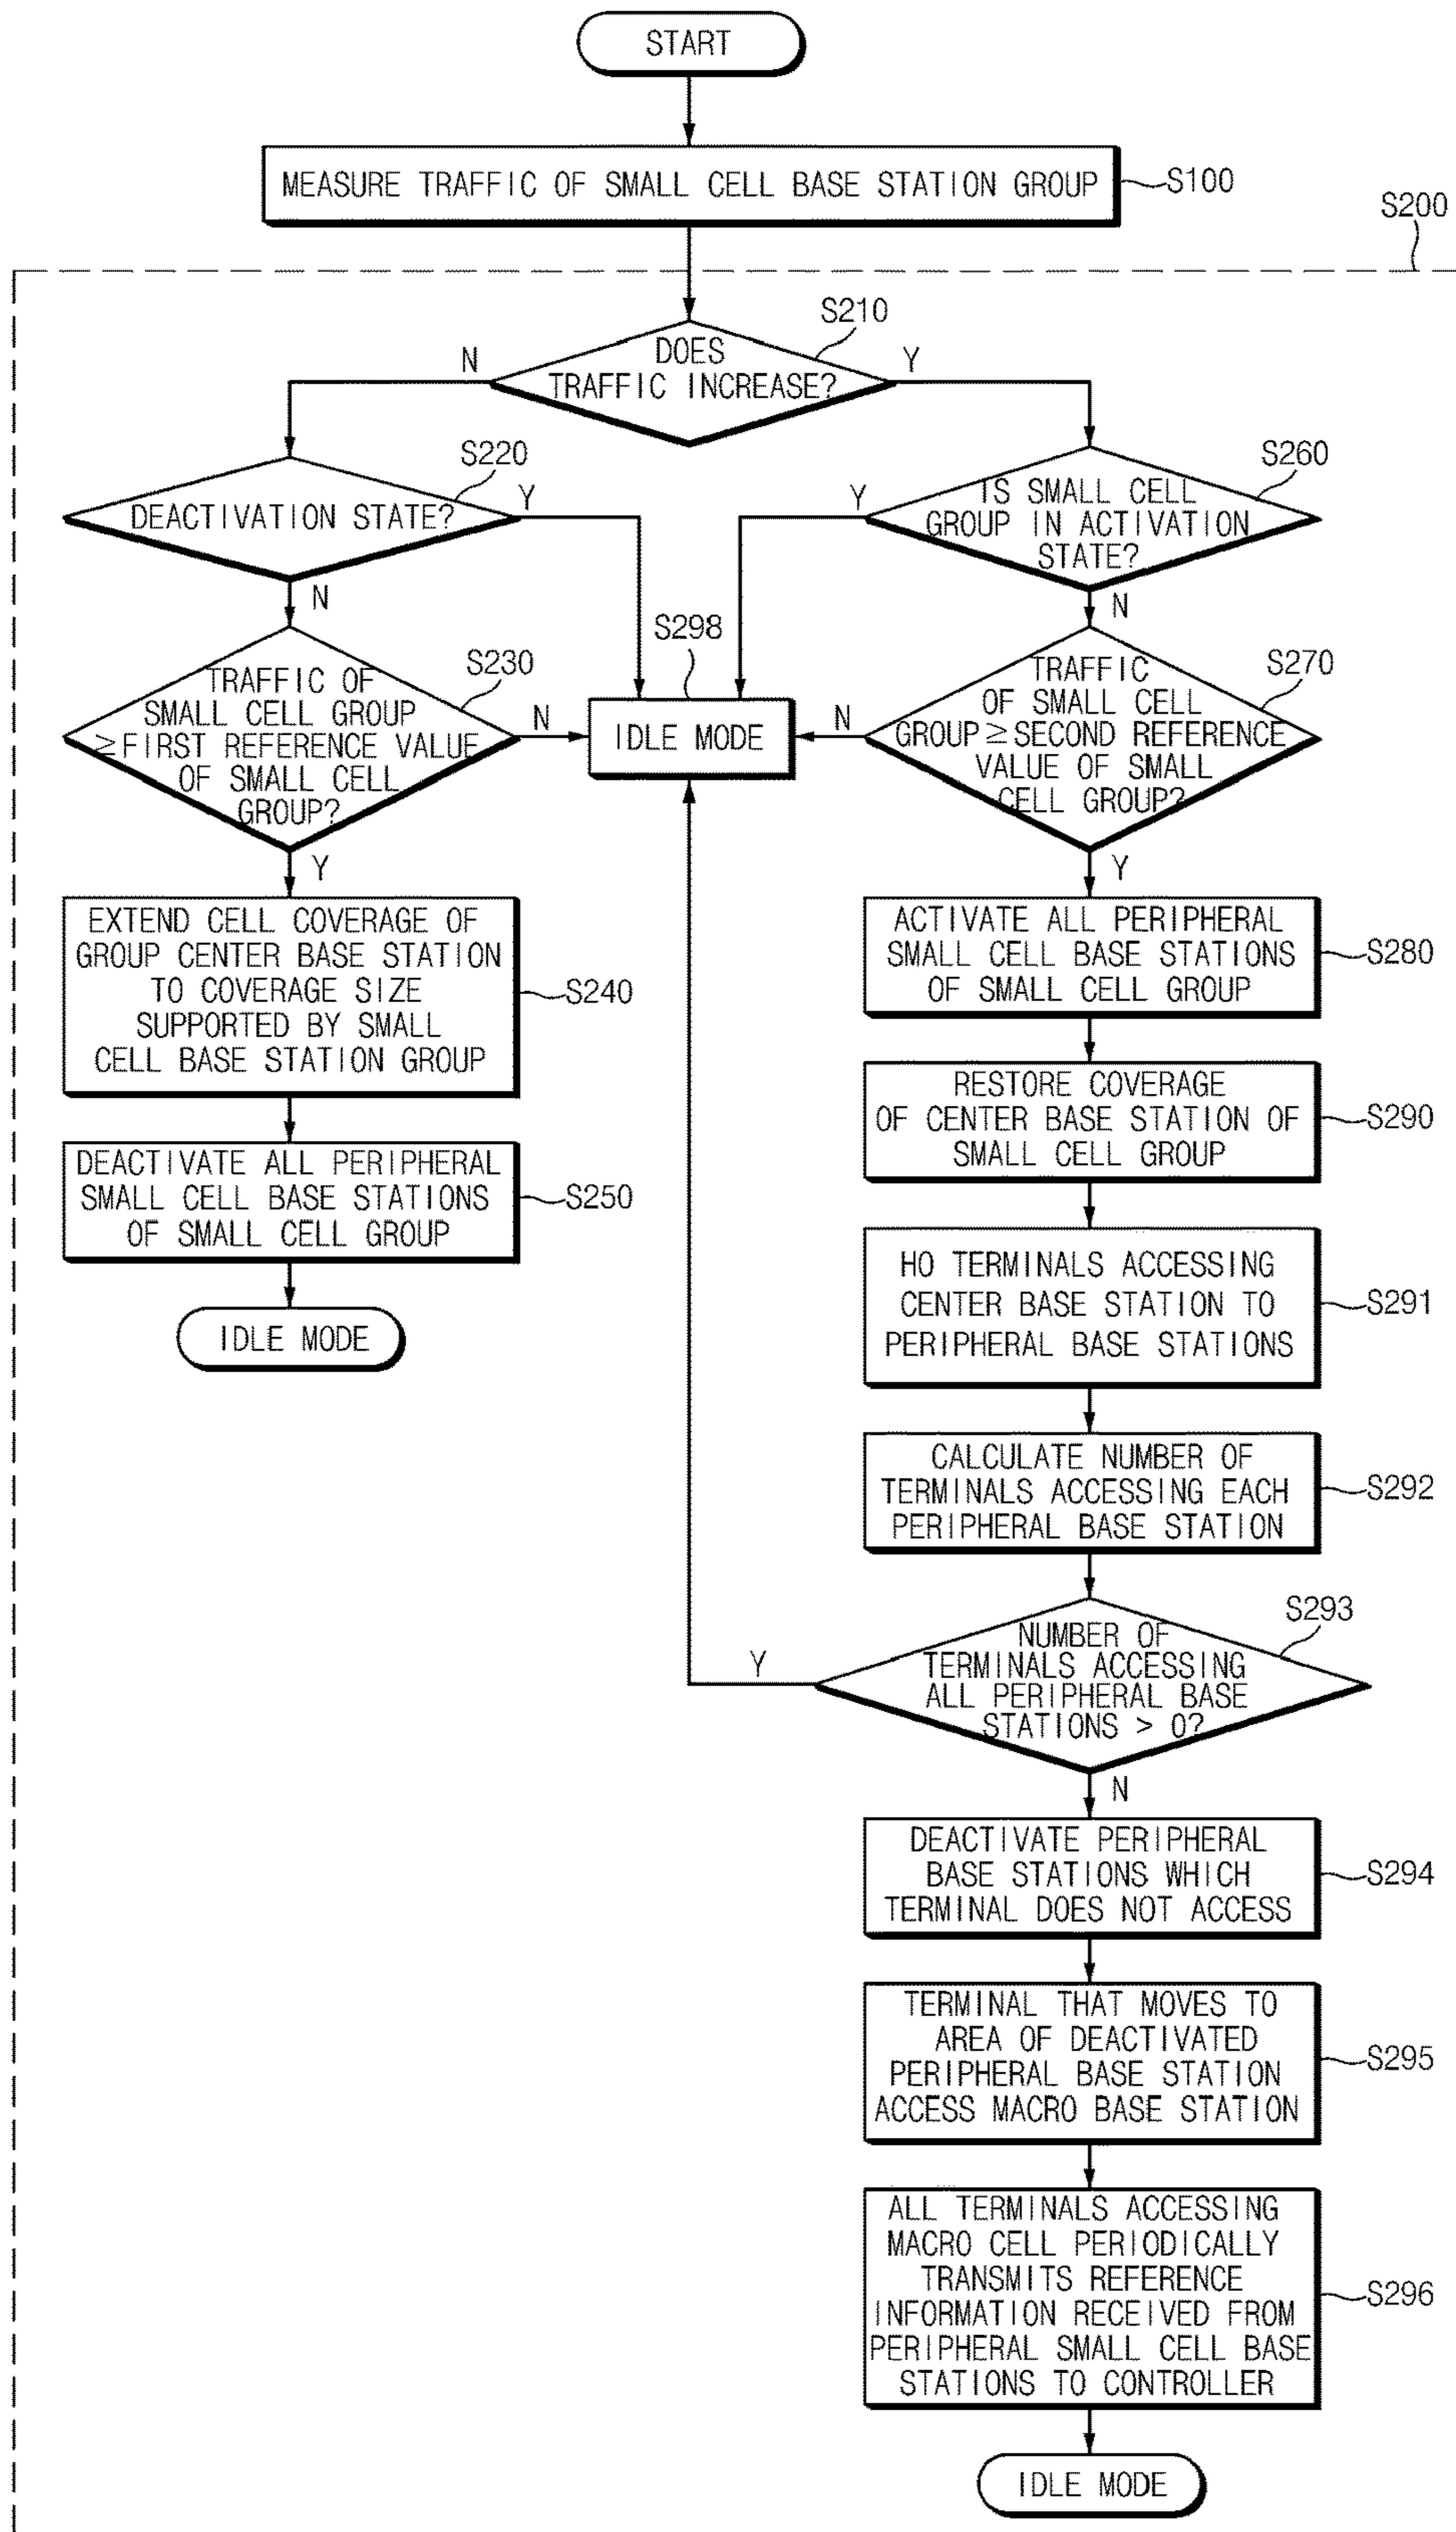 START
MEASURE TRAFFIC OF SMALL CELL BASE STATION GROUP
S100
S200
S210
DOES
TRAFFIC INCREASE?
N
Y
S220
DEACTIVATION STATE?
Y
N
S260
IS SMALL CELL
GROUP IN ACTIVATION
STATE?
Y
N
S230
TRAFFIC OF
SMALL CELL GROUP
≥FIRST REFERENCE VALUE
OF SMALL CELL
GROUP?
N
Y
S298
IDLE MODE
S270
TRAFFIC
OF SMALL CELL
GROUP≥SECOND REFERENCE
VALUE OF SMALL
CELL GROUP?
N
Y
EXTEND CELL COVERAGE OF
GROUP CENTER BASE STATION
TO COVERAGE SIZE
SUPPORTED BY SMALL
CELL BASE STATION GROUP
S240
DEACTIVATE ALL PERIPHERAL
SMALL CELL BASE STATIONS
OF SMALL CELL GROUP
S250
IDLE MODE
ACTIVATE ALL PERIPHERAL
SMALL CELL BASE STATIONS
OF SMALL CELL GROUP
S280
RESTORE COVERAGE
OF CENTER BASE STATION OF
SMALL CELL GROUP
S290
HO TERMINALS ACCESSING
CENTER BASE STATION TO
PERIPHERAL BASE STATIONS
S291
CALCULATE NUMBER OF
TERMINALS ACCESSING EACH
PERIPHERAL BASE STATION
S292
S293
NUMBER OF
TERMINALS ACCESSING
ALL PERIPHERAL BASE
STATIONS > 0?
Y
N
DEACTIVATE PERIPHERAL
BASE STATIONS WHICH
TERMINAL DOES NOT ACCESS
S294
TERMINAL THAT MOVES TO
AREA OF DEACTIVATED
PERIPHERAL BASE STATION
ACCESS MACRO BASE STATION
S295
ALL TERMINALS ACCESSING
MACRO CELL PERIODICALLY
TRANSMITS REFERENCE
INFORMATION RECEIVED FROM
PERIPHERAL SMALL CELL BASE
STATIONS TO CONTROLLER
S296
IDLE MODE